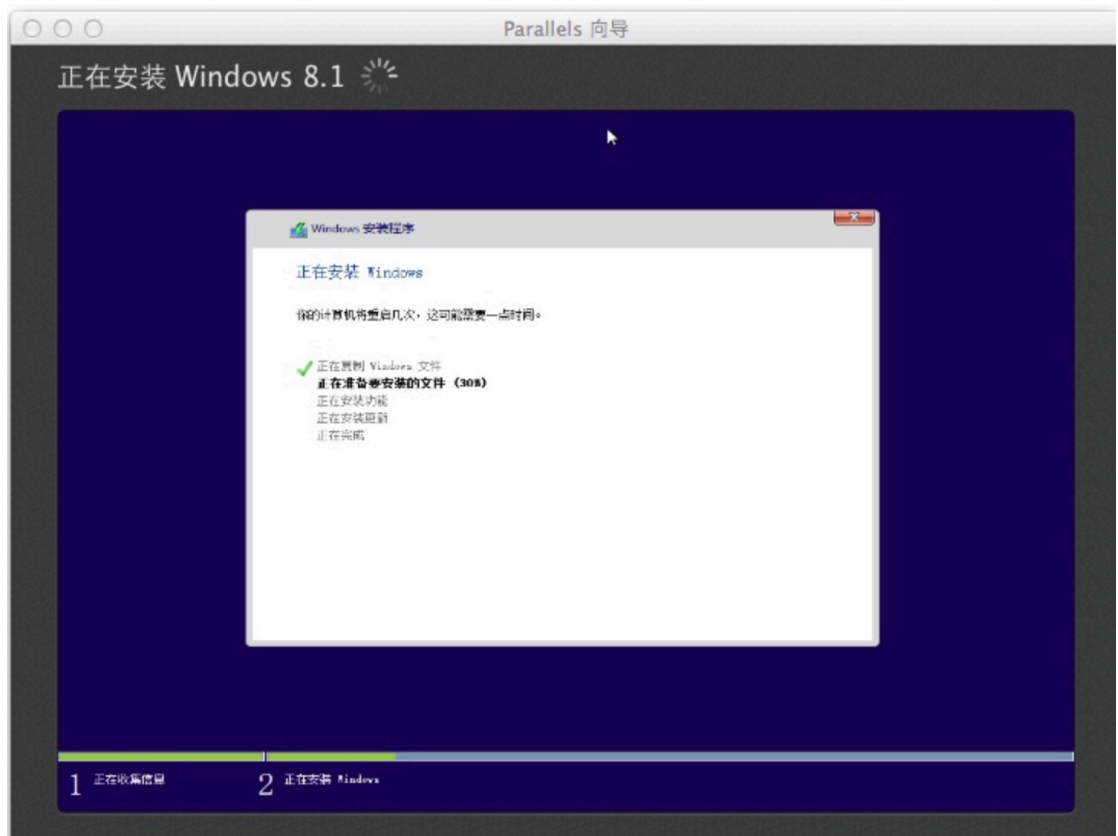 Parallels 向导
正在安装 Windows 8.1
Windows 安装程序
正在安装 Windows
你的计算机将重启几次，这可能需要一点时间。
正在复制 Windows 文件
正在准备要安装的文件 (30%)
正在安装功能
正在安装更新
正在完成
1 正在收集信息
2 正在安装 Windows